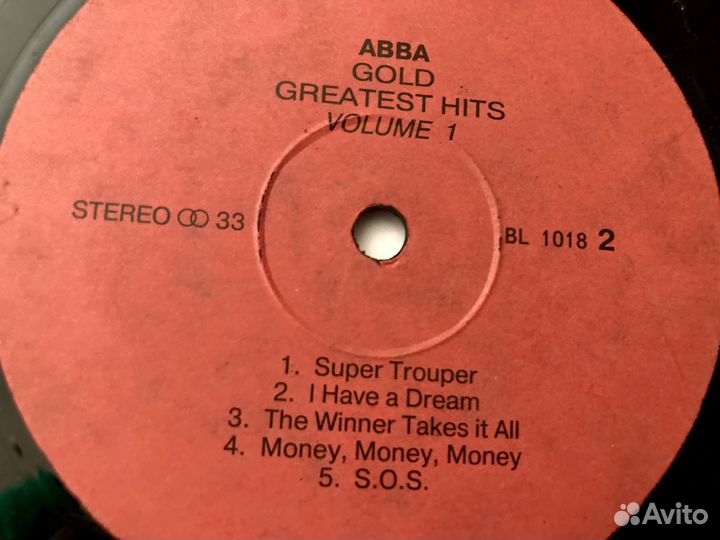 ABBA
GOLD
GREATEST HITS
VOLUME 1
STEREO 33
BL 1018 2
1. Super Trouper
2. I Have a Dream
3. The Winner Takes it All
4. Money, Money, Money
5. S.O.S.
Avito